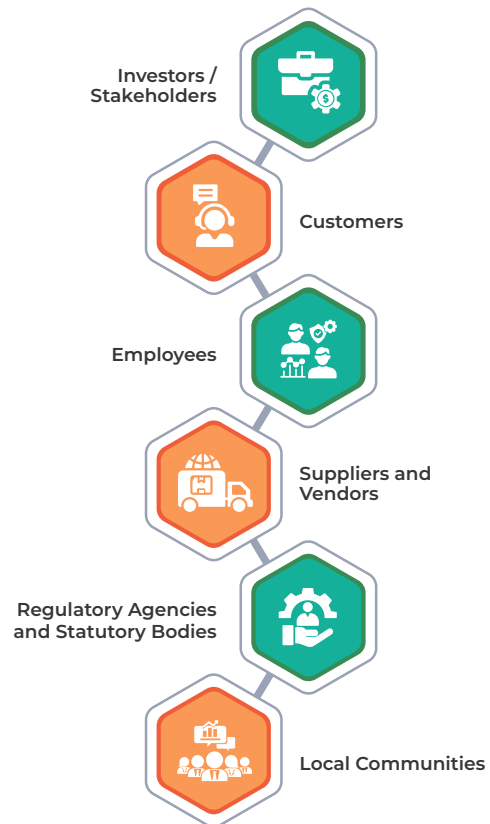 Investors /
Stakeholders
Customers
Employees
Suppliers and
Vendors
Regulatory Agencies
and Statutory Bodies
Local Communities